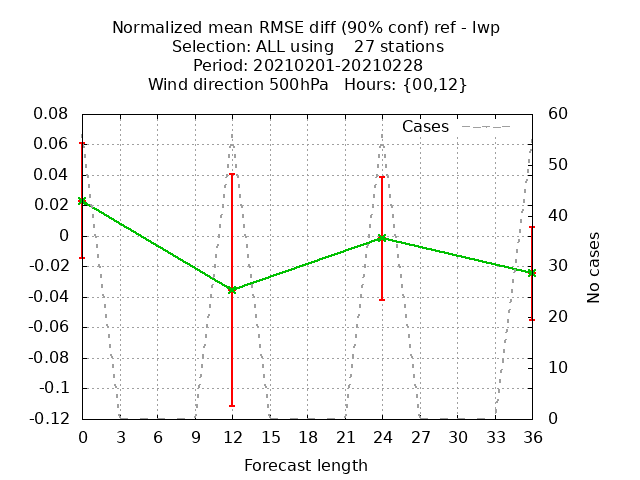 Normalized mean RMSE diff (90% conf) ref - lwp
Selection: ALL using    27 stations
Period: 20210201-20210228
Wind direction 500hPa   Hours: {00,12}
Cases
0.08
0.06
0.04
0.02
0
-0.02
-0.04
-0.06
-0.08
-0.1
-0.12
60
50
40
30
20
10
0
No cases
0 3 6 9 12 15 18 21 24 27 30 33 36
Forecast length